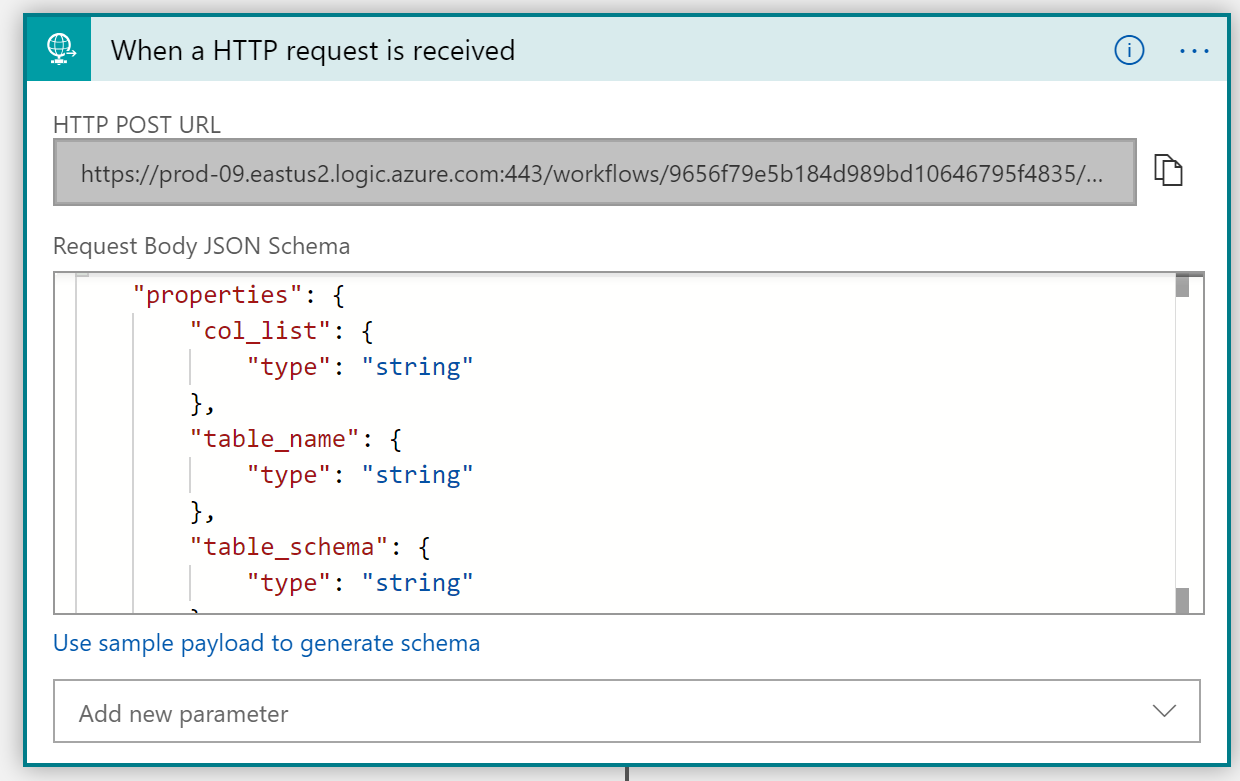 When a HTTP request is received
HTTP POST URL
https://prod-09.eastus2.logic.azure.com:443/workflows/9656f79e5b184d989bd10646795f4835/...
Request Body JSON Schema
"properties": {
"col_list": {
"type": "string"
},
"table_name": {
"type": "string"
},
"table_schema": {
"type": "string"
Use sample payload to generate schema
Add new parameter